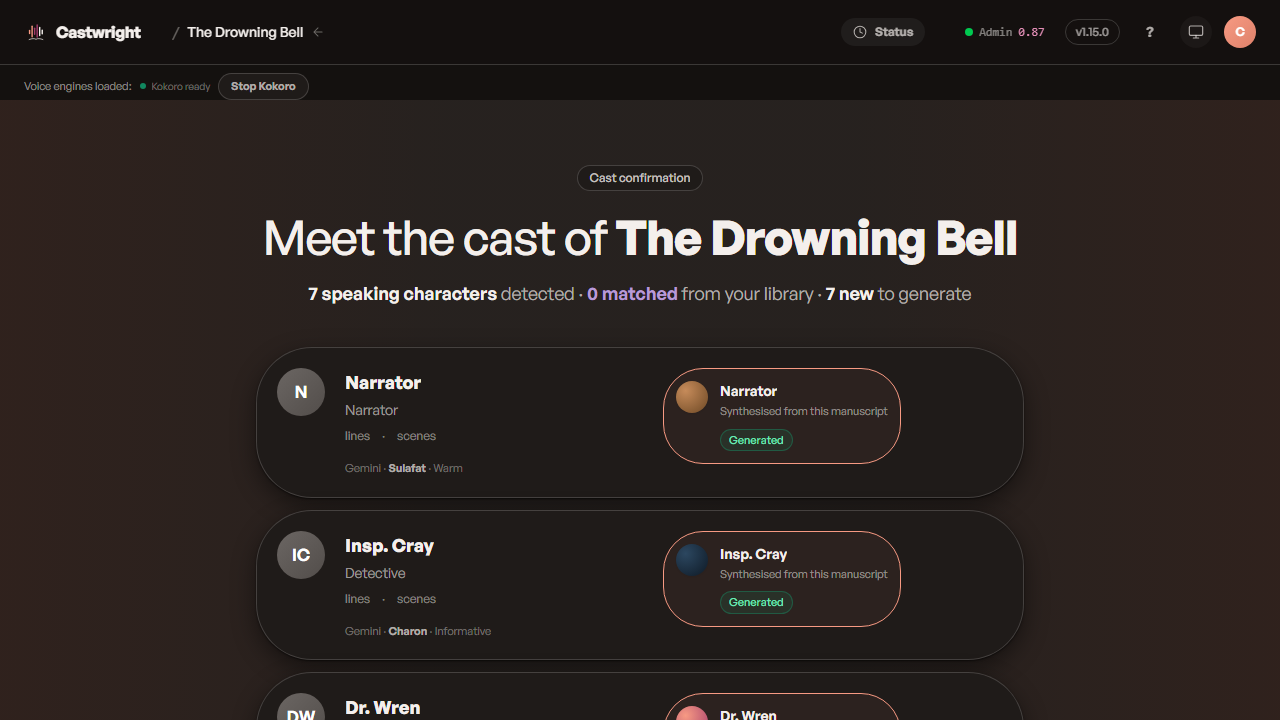 Castwright / The Drowning Bell ← Status Admin 0.87 v1.15.0 ? C
Voice engines loaded: Kokoro ready Stop Kokoro
Cast confirmation
Meet the cast of The Drowning Bell
7 speaking characters detected · 0 matched from your library · 7 new to generate
N
Narrator
Narrator
lines · scenes
Gemini · Sulafat · Warm
Narrator
Synthesised from this manuscript
Generated
IC
Insp. Cray
Detective
lines · scenes
Gemini · Charon · Informative
Insp. Cray
Synthesised from this manuscript
Generated
DW
Dr. Wren
Dr. Wren